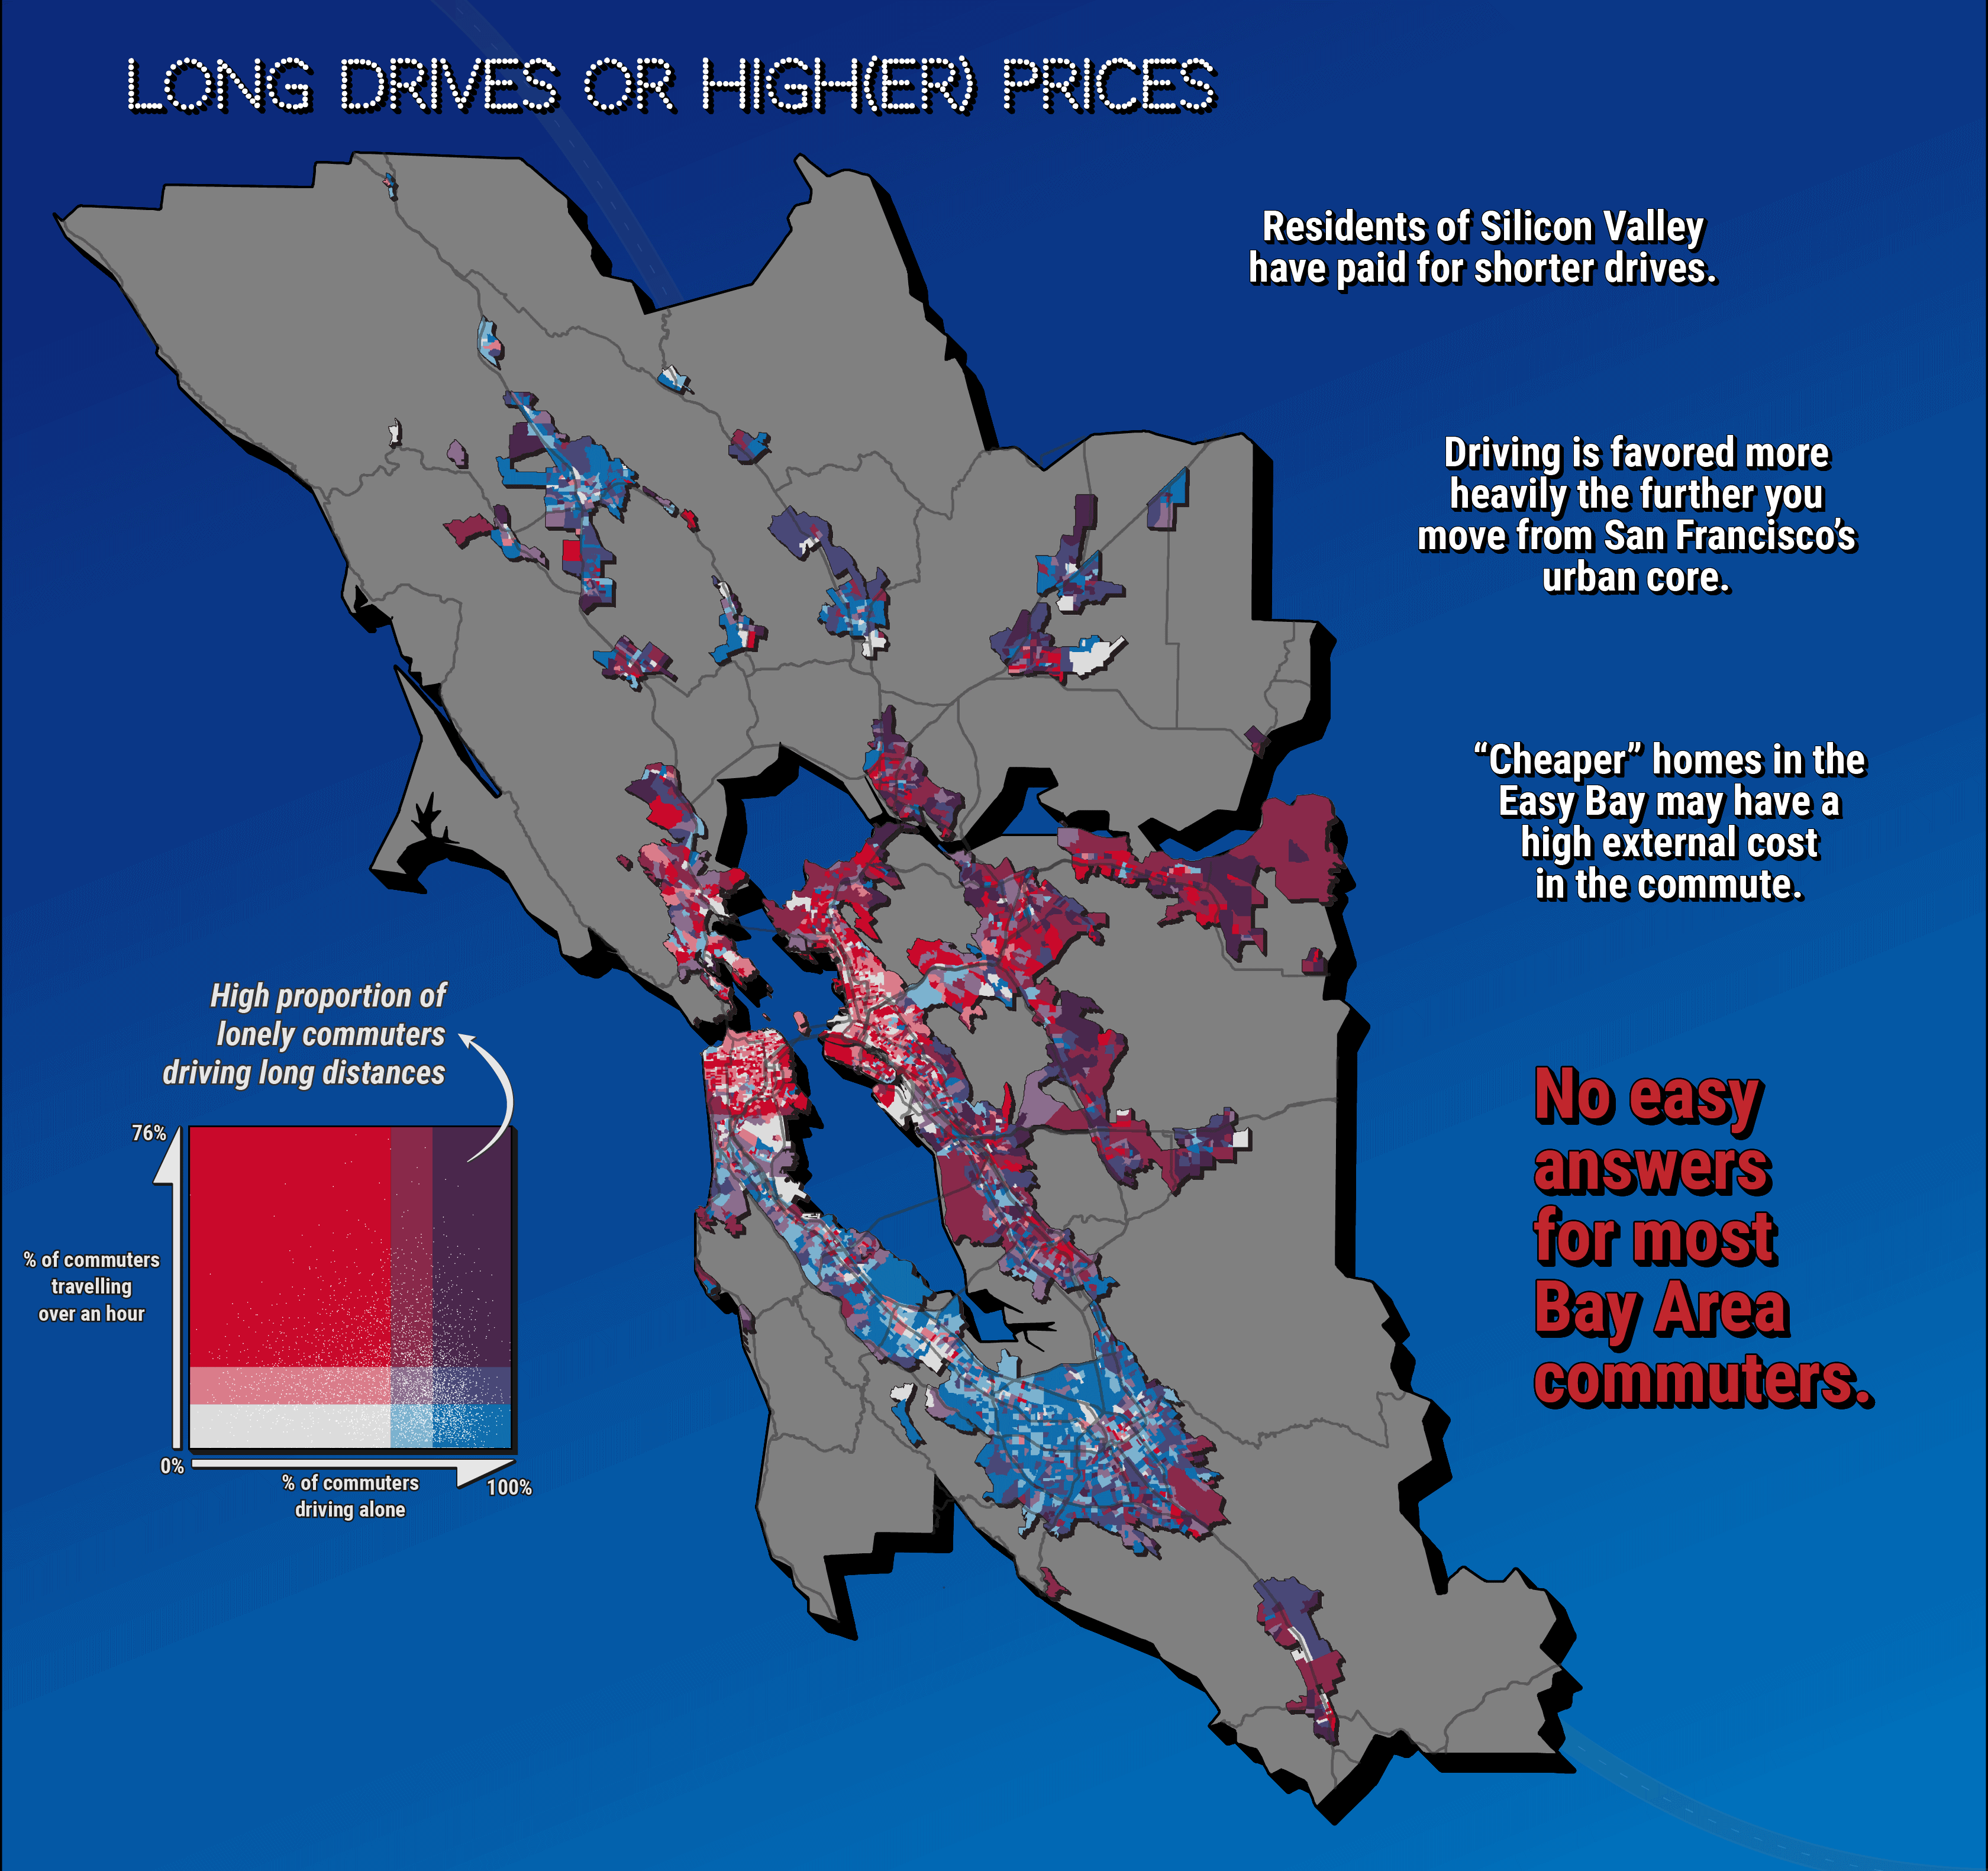 LONG DRIVES OR HIGH(ER) PRICES
Residents of Silicon Valley
have paid for shorter drives.
Driving is favored more
heavily the further you
move from San Francisco's
urban core.
“Cheaper” homes in the
Easy Bay may have a
high external cost
in the commute.
No easy
answers
for most
Bay Area
commuters.
High proportion of
lonely commuters
driving long distances
76%
% of commuters
travelling
over an hour
0%
% of commuters
driving alone
100%